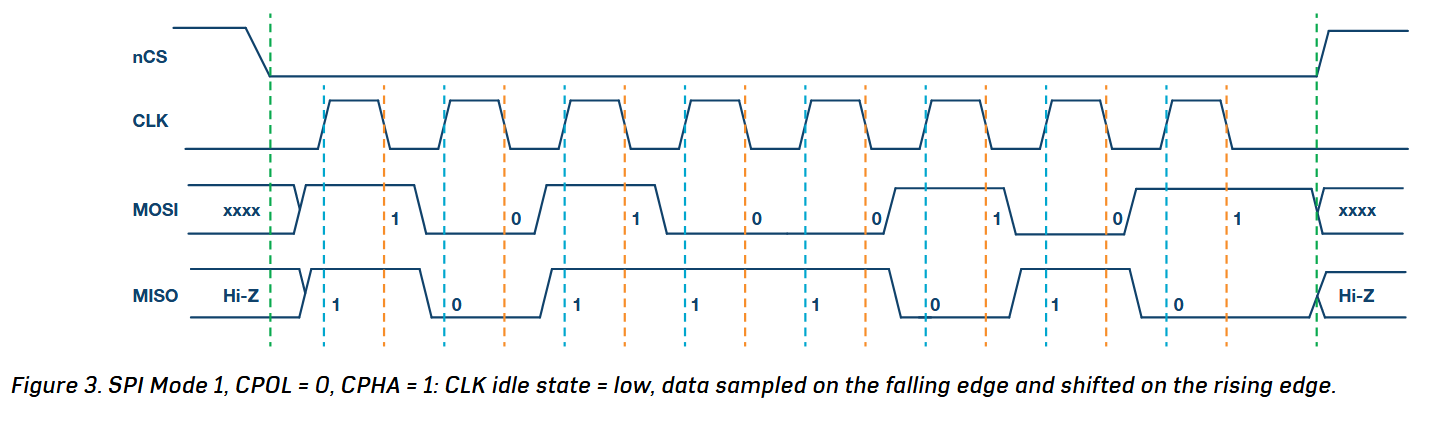 nCS
CLK
MOSI xxxx 1 0 1 0 0 1 0 1 xxxx
MISO Hi-Z 1 0 1 1 1 0 1 0 Hi-Z
Figure 3. SPI Mode 1, CPOL = 0, CPHA = 1: CLK idle state = low, data sampled on the falling edge and shifted on the rising edge.